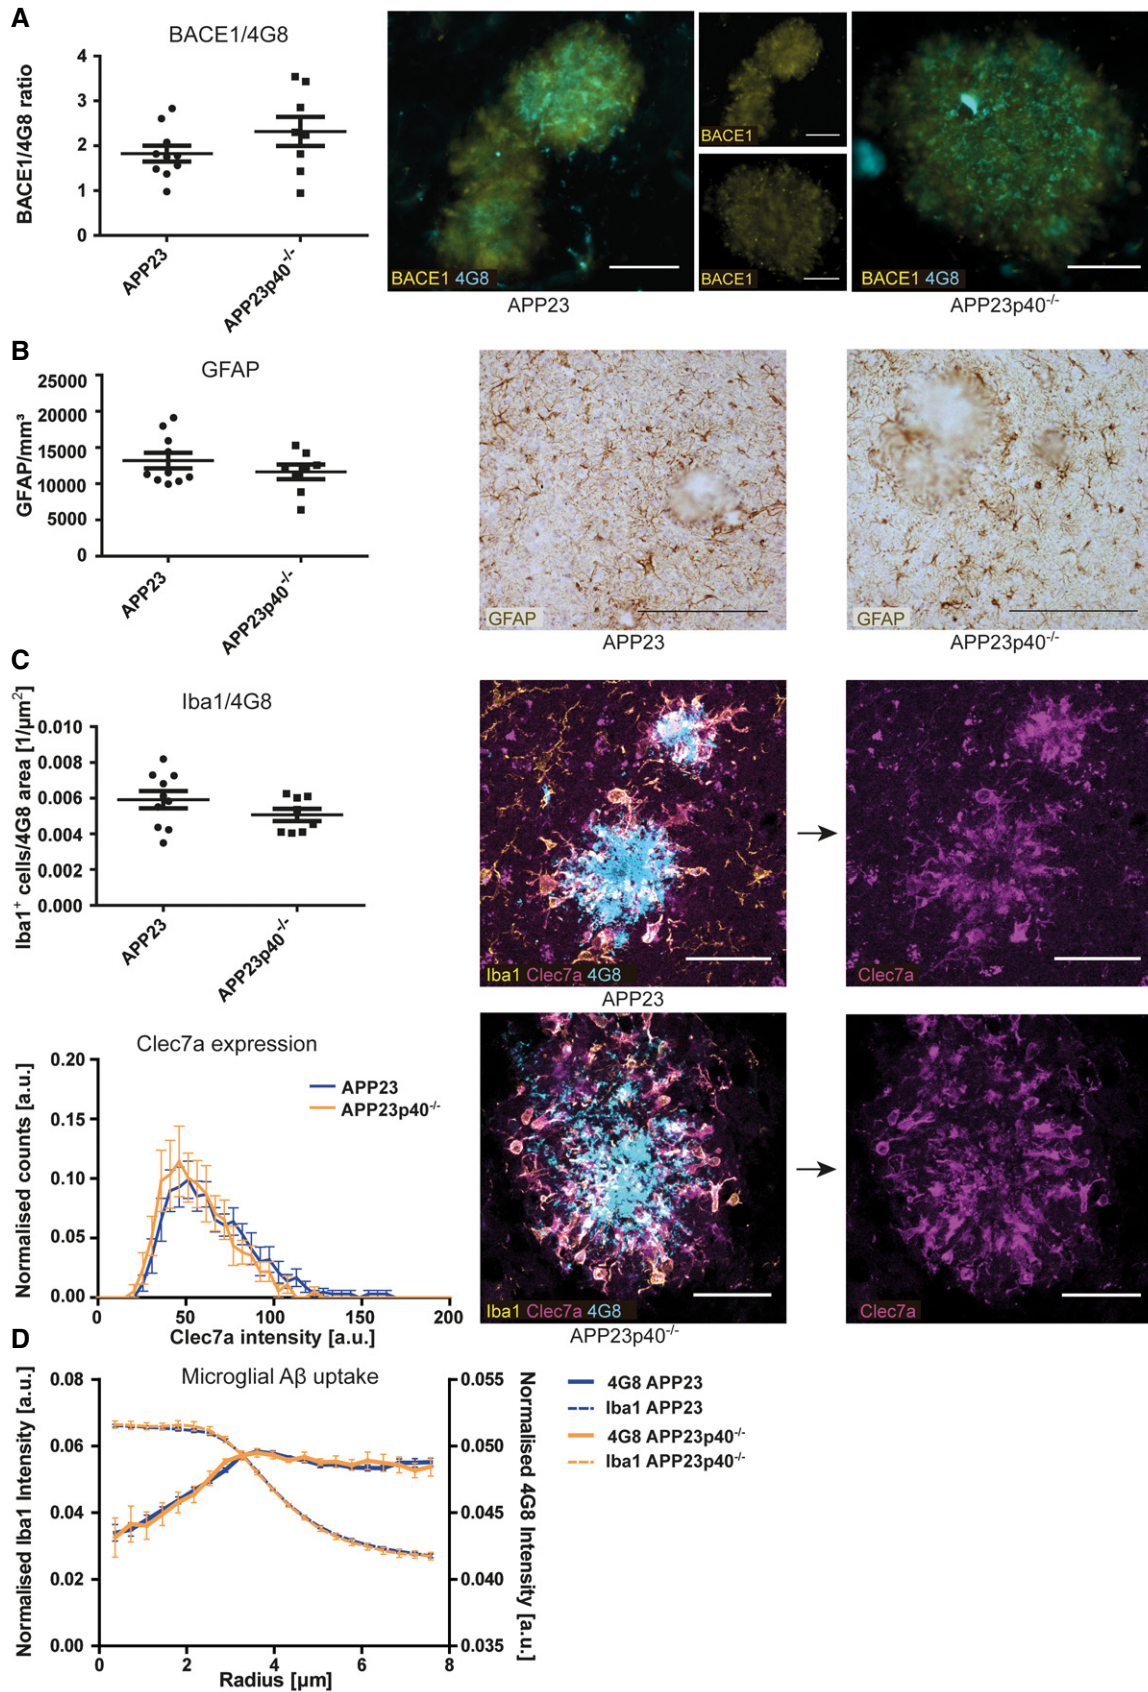 A
BACE1/4G8
BACE1/4G8 ratio
4
3
2
1
0
APP23
APP23p40-/-
BACE1 4G8
APP23
BACE1
BACE1
BACE1 4G8
APP23p40-/-
B
GFAP
GFAP/mm³
25000
20000
15000
10000
5000
0
APP23
APP23p40-/-
GFAP
APP23
GFAP
APP23p40-/-
C
Iba1/4G8
Iba1+ cells/4G8 area [1/µm2]
0.010
0.008
0.006
0.004
0.002
0.000
APP23
APP23p40-/-
Iba1 Clec7a 4G8
APP23
Clec7a
Clec7a expression
Normalised counts [a.u.]
0.20
0.15
0.10
0.05
0.00
0 50 100 150 200
Clec7a intensity [a.u.]
APP23
APP23p40-/-
Iba1 Clec7a 4G8
APP23p40-/-
Clec7a
D
Microglial Aβ uptake
Normalised Iba1 Intensity [a.u.]
0.08
0.06
0.04
0.02
0.00
0 2 4 6 8
Radius [µm]
0.055
0.050
0.045
0.040
0.035
Normalised 4G8 Intensity [a.u.]
4G8 APP23
Iba1 APP23
4G8 APP23p40-/-
Iba1 APP23p40-/-